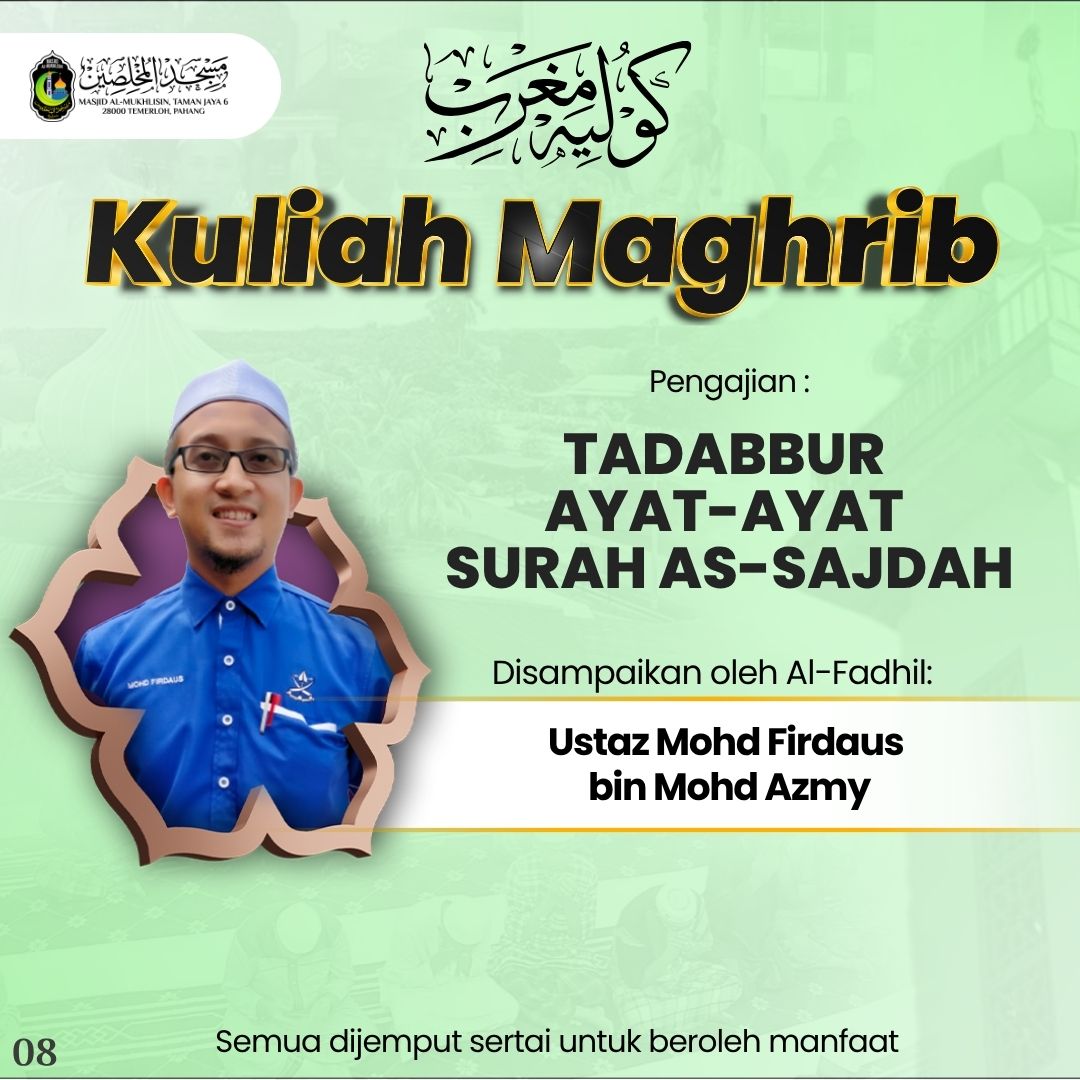 مسجد المخلصين
MASJID AL-MUKHLISIN, TAMAN JAYA 6
28000 TEMERLOH, PAHANG
كوليه مغرب
Kuliah Maghrib
Pengajian :
TADABBUR
AYAT-AYAT
SURAH AS-SAJDAH
MOHD FIRDAUS
Disampaikan oleh Al-Fadhil:
Ustaz Mohd Firdaus
bin Mohd Azmy
Semua dijemput sertai untuk beroleh manfaat
08